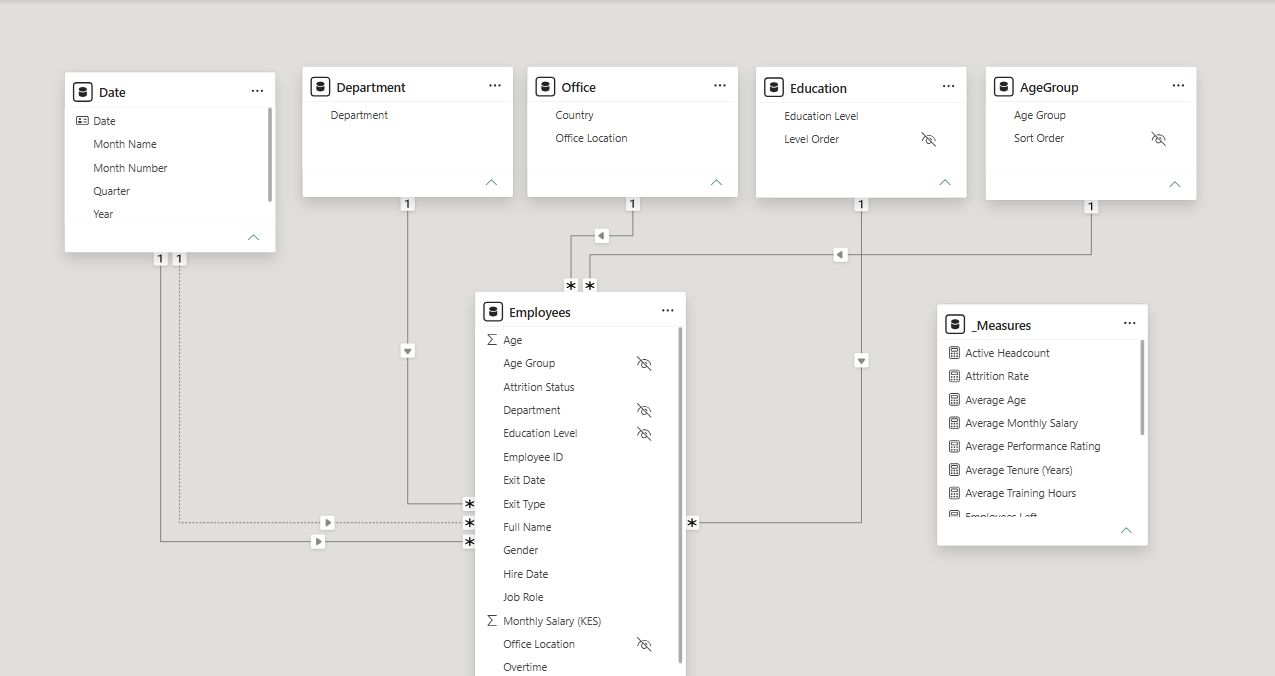 Date
Date
Month Name
Month Number
Quarter
Year
Department
Department
Office
Country
Office Location
Education
Education Level
Level Order
AgeGroup
Age Group
Sort Order
1
1
1
1
1
1
*
*
*
*
*
*
Employees
Age
Age Group
Attrition Status
Department
Education Level
Employee ID
Exit Date
Exit Type
Full Name
Gender
Hire Date
Job Role
Monthly Salary (KES)
Office Location
Overtime
_Measures
Active Headcount
Attrition Rate
Average Age
Average Monthly Salary
Average Performance Rating
Average Tenure (Years)
Average Training Hours
Employees Left